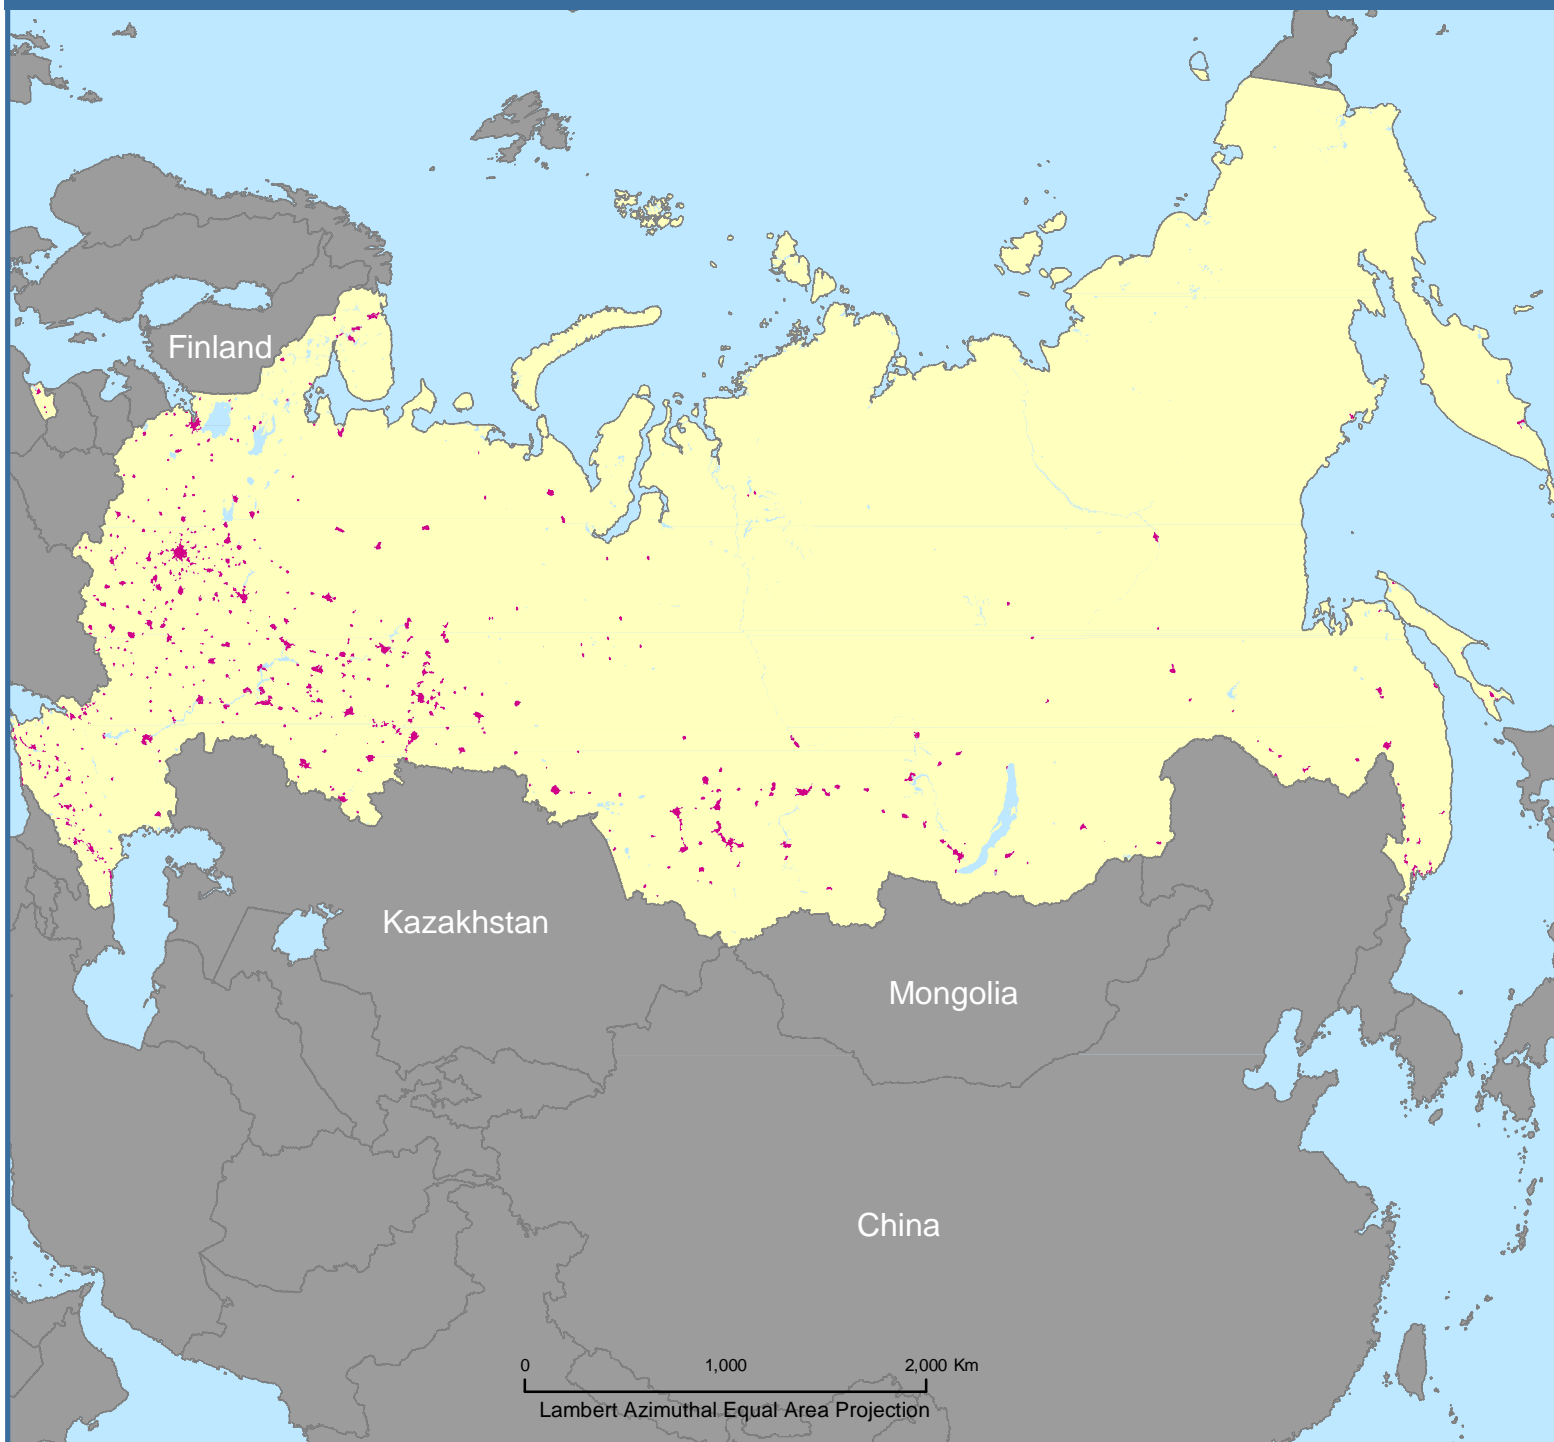 Finland
Kazakhstan
Mongolia
China
0 1,000 2,000 Km
Lambert Azimuthal Equal Area Projection